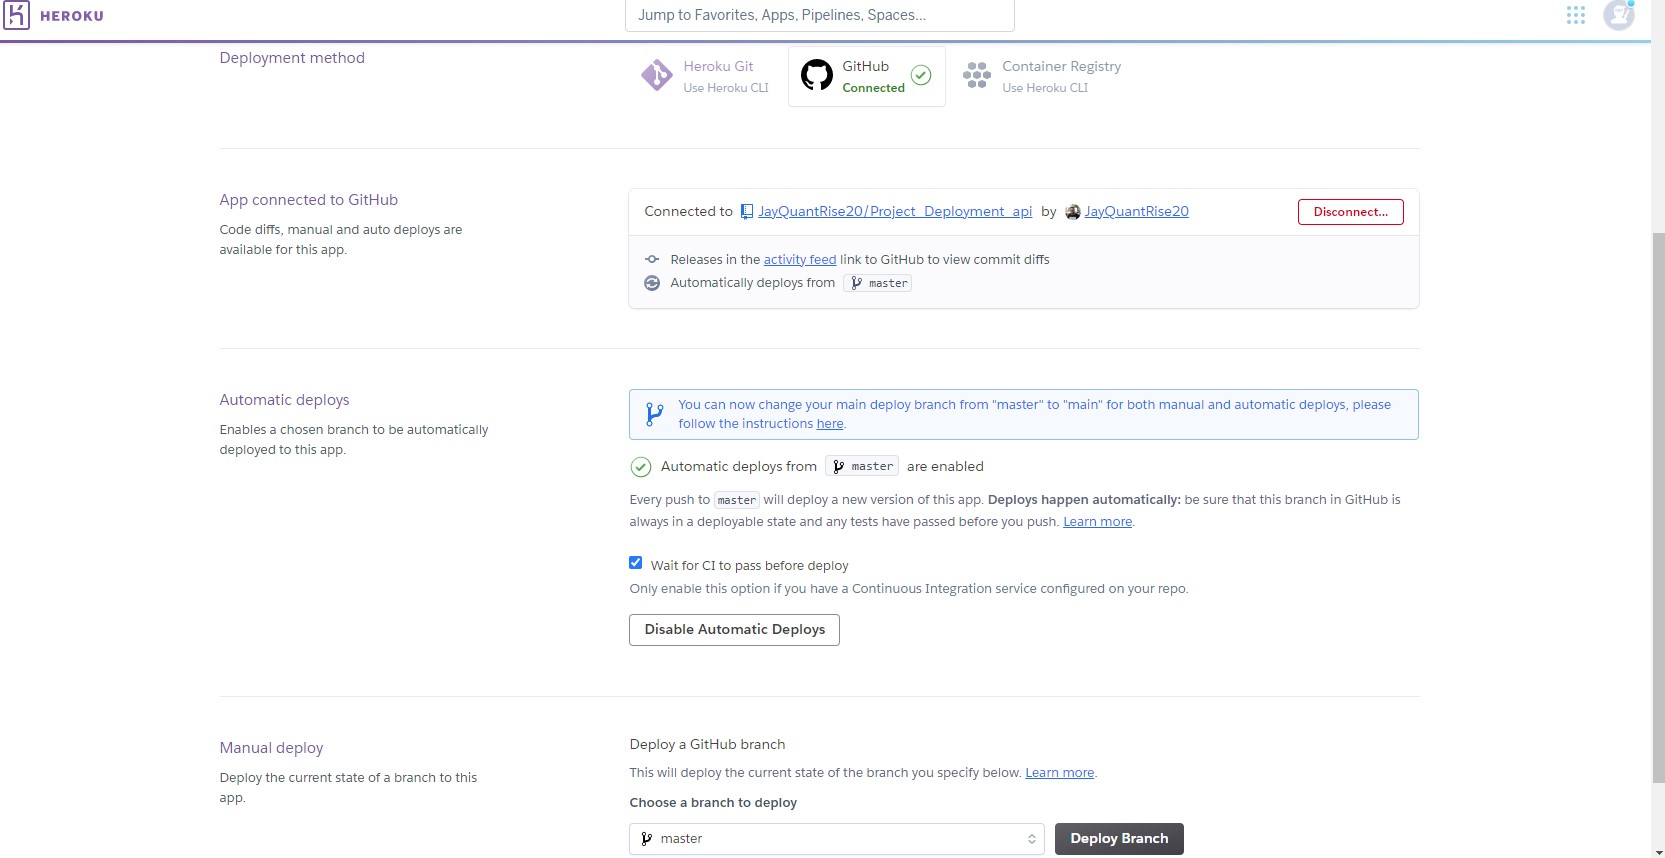 HEROKU
Jump to Favorites, Apps, Pipelines, Spaces...
Deployment method
Heroku Git
Use Heroku CLI
GitHub
Connected
Container Registry
Use Heroku CLI
App connected to GitHub
Code diffs, manual and auto deploys are
available for this app.
Connected to JayQuantRise20/Project_Deployment_api by JayQuantRise20
Disconnect...
Releases in the activity feed link to GitHub to view commit diffs
Automatically deploys from master
Automatic deploys
Enables a chosen branch to be automatically
deployed to this app.
You can now change your main deploy branch from "master" to "main" for both manual and automatic deploys, please
follow the instructions here.
Automatic deploys from master are enabled
Every push to master will deploy a new version of this app. Deploys happen automatically: be sure that this branch in GitHub is
always in a deployable state and any tests have passed before you push. Learn more.
Wait for CI to pass before deploy
Only enable this option if you have a Continuous Integration service configured on your repo.
Disable Automatic Deploys
Manual deploy
Deploy the current state of a branch to this
app.
Deploy a GitHub branch
This will deploy the current state of the branch you specify below. Learn more.
Choose a branch to deploy
master
Deploy Branch